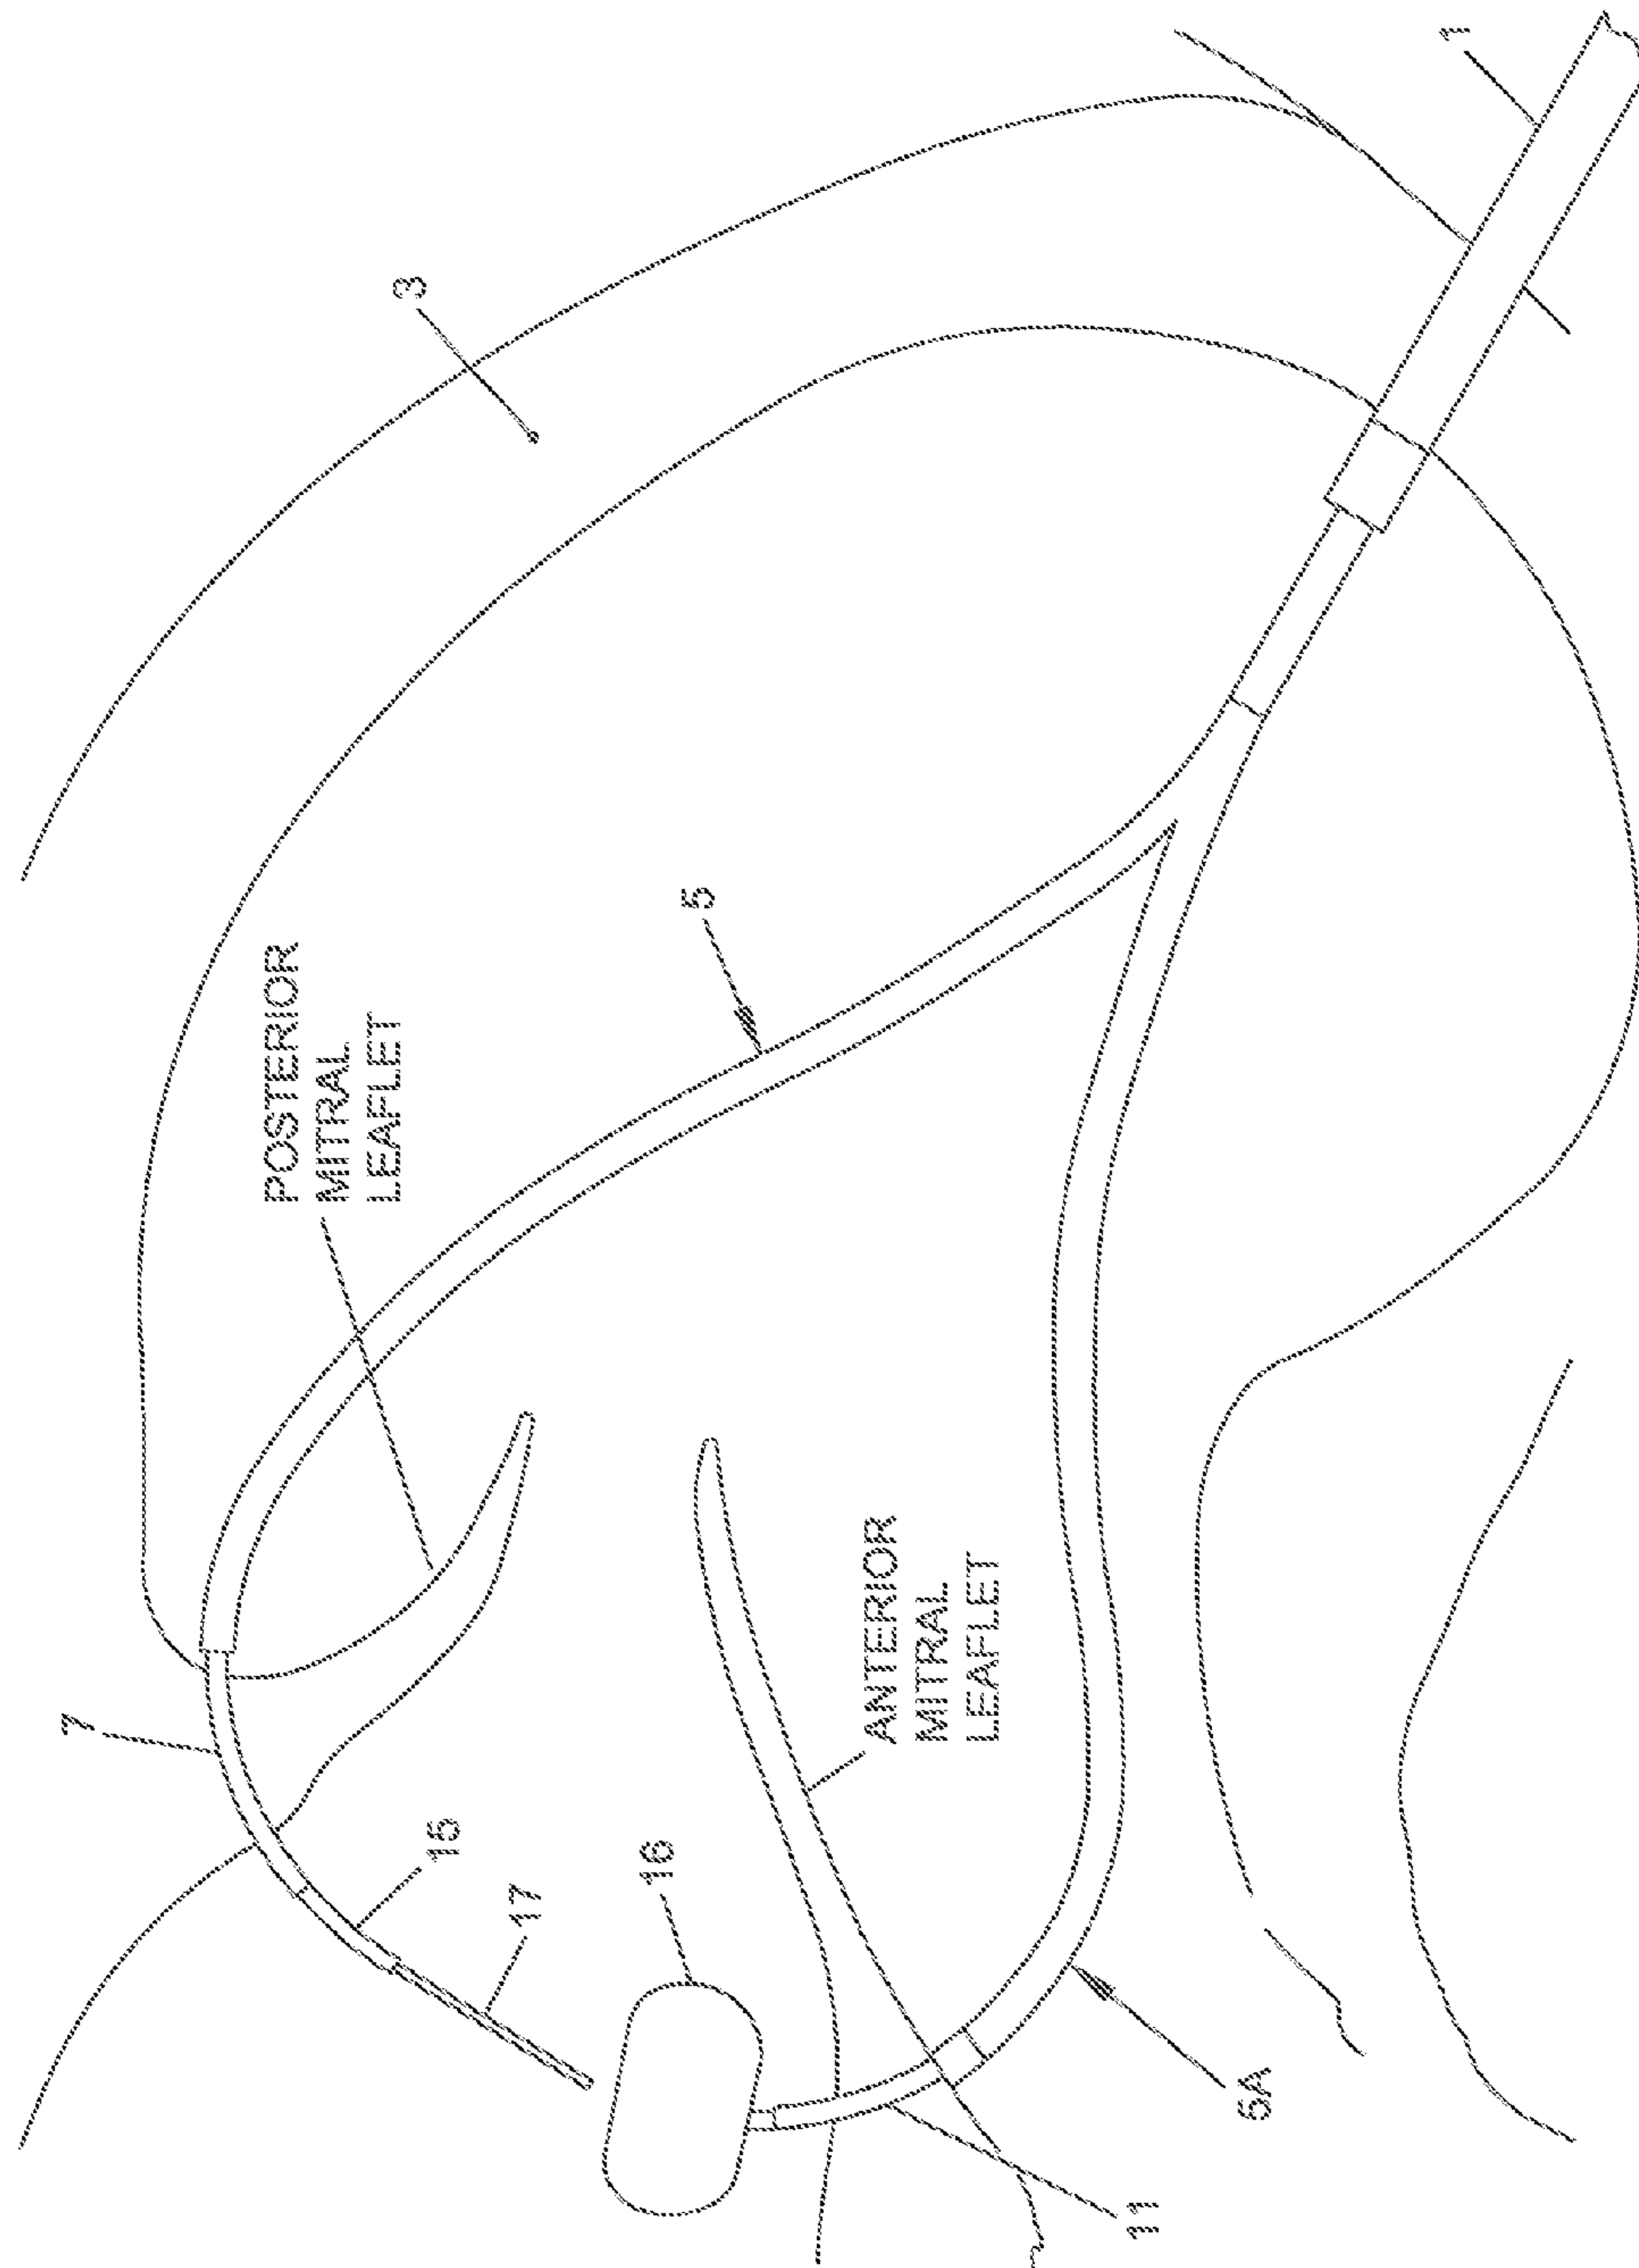 7
POSTERIOR
MITRAL
LEAFLET
3
15
17
16
5
ANTERIOR
MITRAL
LEAFLET
11
5A
1